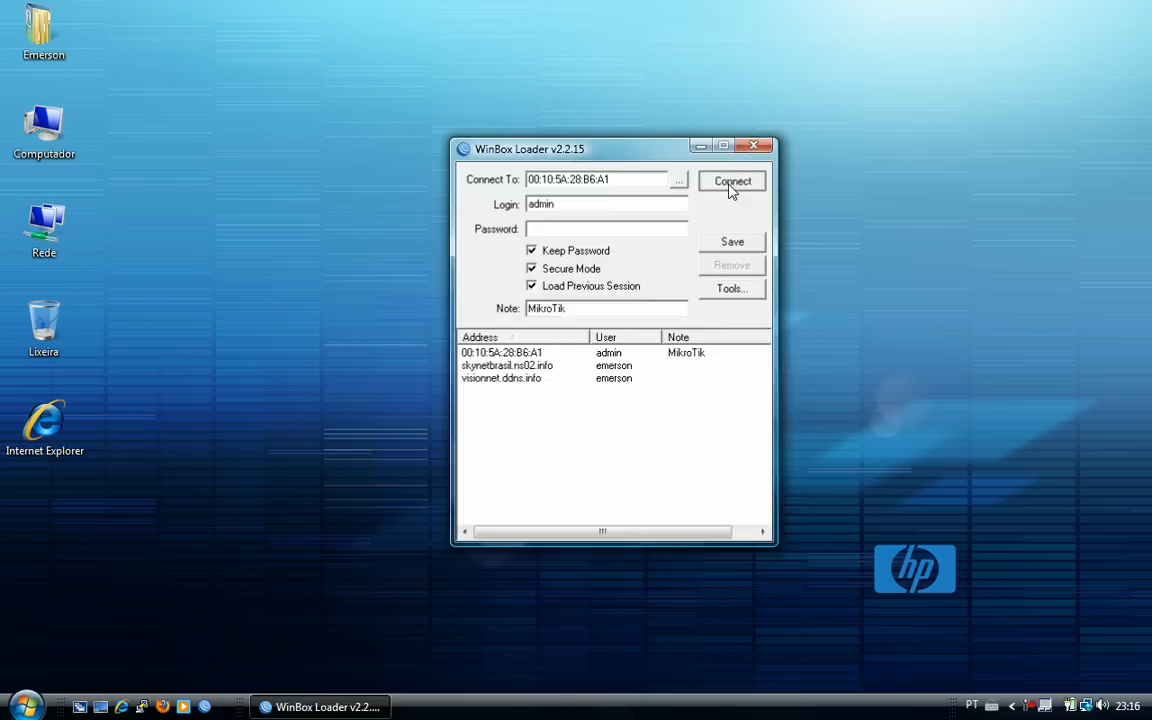 Emerson
Computador
Rede
Lixeira
Internet Explorer
WinBox Loader v2.2.15
Connect To: 00:10:5A:28:B6:A1 ... Connect
Login: admin
Password:
Keep Password
Save
Secure Mode
Remove
Load Previous Session
Tools...
Note: MikroTik
Address User Note
00:10:5A:28:B6:A1 admin MikroTik
skynetbrasil.ns02.info emerson
visionnet.ddns.info emerson
hp
WinBox Loader v2.2....
PT 23:16